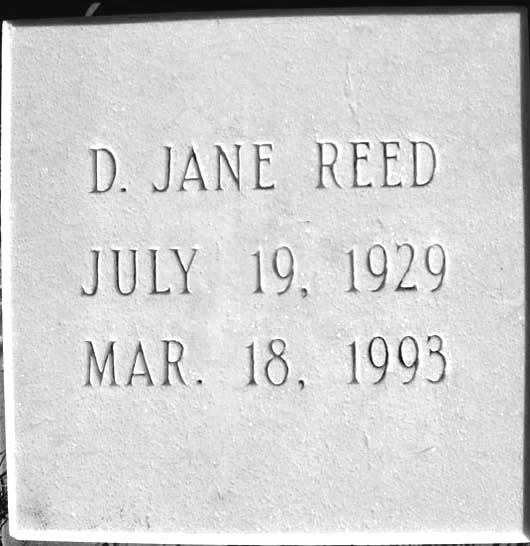 D. JANE REED
JULY 19, 1929
MAR. 18, 1993